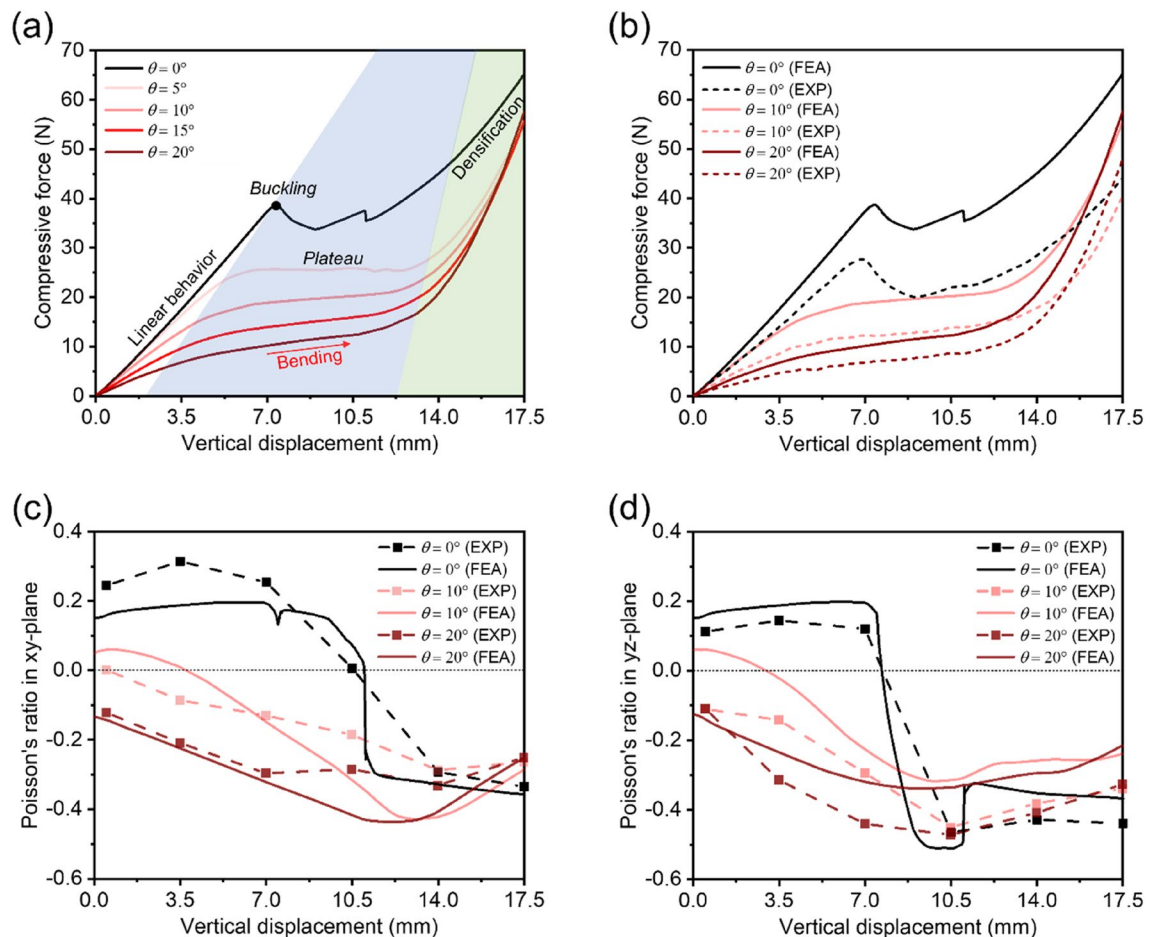 (a)
70
60
50
40
30
20
10
0
Compressive force (N)
θ = 0°
θ = 5°
θ = 10°
θ = 15°
θ = 20°
Linear behavior
Buckling
Plateau
Bending
Densification
0.0 3.5 7.0 10.5 14.0 17.5
Vertical displacement (mm)
(b)
70
60
50
40
30
20
10
0
Compressive force (N)
θ = 0° (FEA)
θ = 0° (EXP)
θ = 10° (FEA)
θ = 10° (EXP)
θ = 20° (FEA)
θ = 20° (EXP)
0.0 3.5 7.0 10.5 14.0 17.5
Vertical displacement (mm)
(c)
0.4
0.2
0.0
-0.2
-0.4
-0.6
Poisson's ratio in xy-plane
θ = 0° (EXP)
θ = 0° (FEA)
θ = 10° (EXP)
θ = 10° (FEA)
θ = 20° (EXP)
θ = 20° (FEA)
0.0 3.5 7.0 10.5 14.0 17.5
Vertical displacement (mm)
(d)
0.4
0.2
0.0
-0.2
-0.4
-0.6
Poisson's ratio in yz-plane
θ = 0° (EXP)
θ = 0° (FEA)
θ = 10° (EXP)
θ = 10° (FEA)
θ = 20° (EXP)
θ = 20° (FEA)
0.0 3.5 7.0 10.5 14.0 17.5
Vertical displacement (mm)